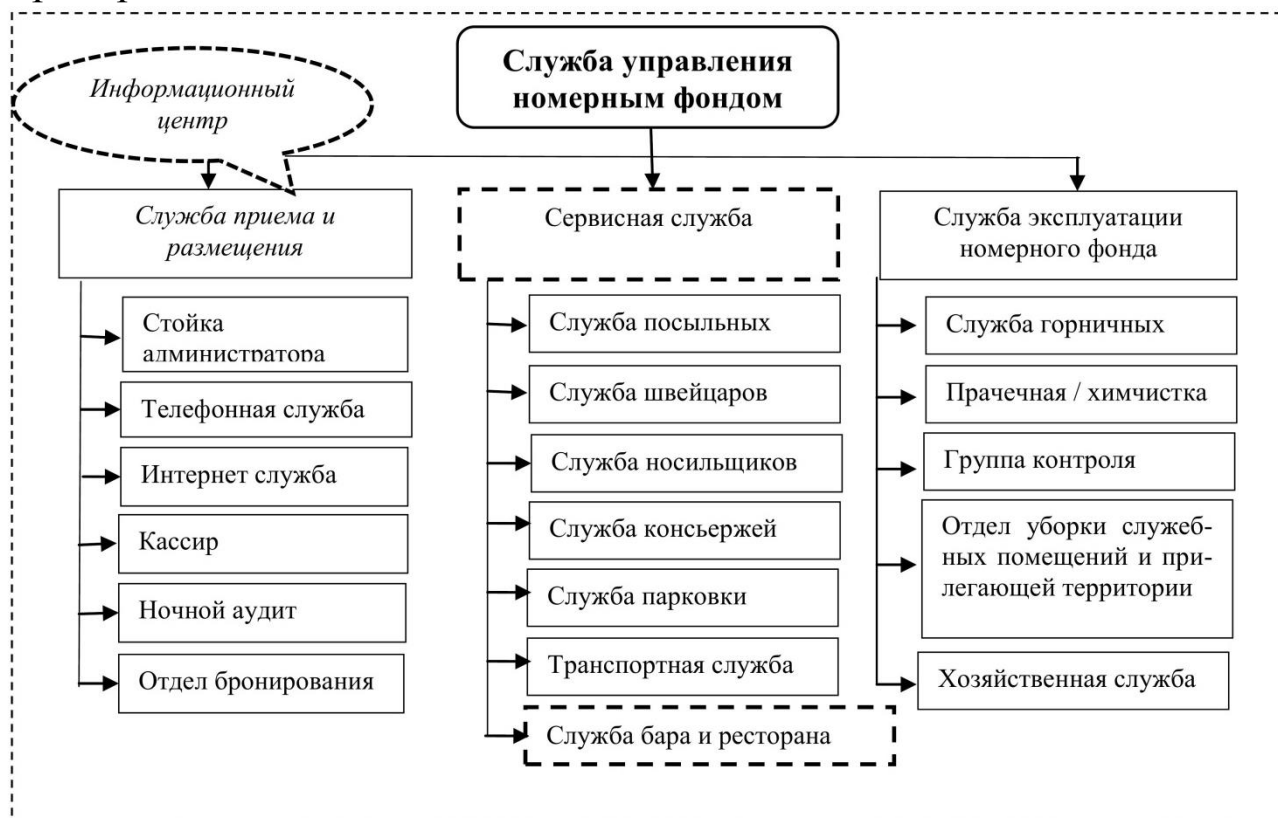 Служба управления
номерным фондом
Информационный
центр
Служба приема и
размещения
Стойка
администратора
Телефонная служба
Интернет служба
Кассир
Ночной аудит
Отдел бронирования
Сервисная служба
Служба посыльных
Служба швейцаров
Служба носильщиков
Служба консьержей
Служба парковки
Транспортная служба
Служба бара и ресторана
Служба эксплуатации
номерного фонда
Служба горничных
Прачечная / химчистка
Группа контроля
Отдел уборки служеб-
ных помещений и при-
легающей территории
Хозяйственная служба